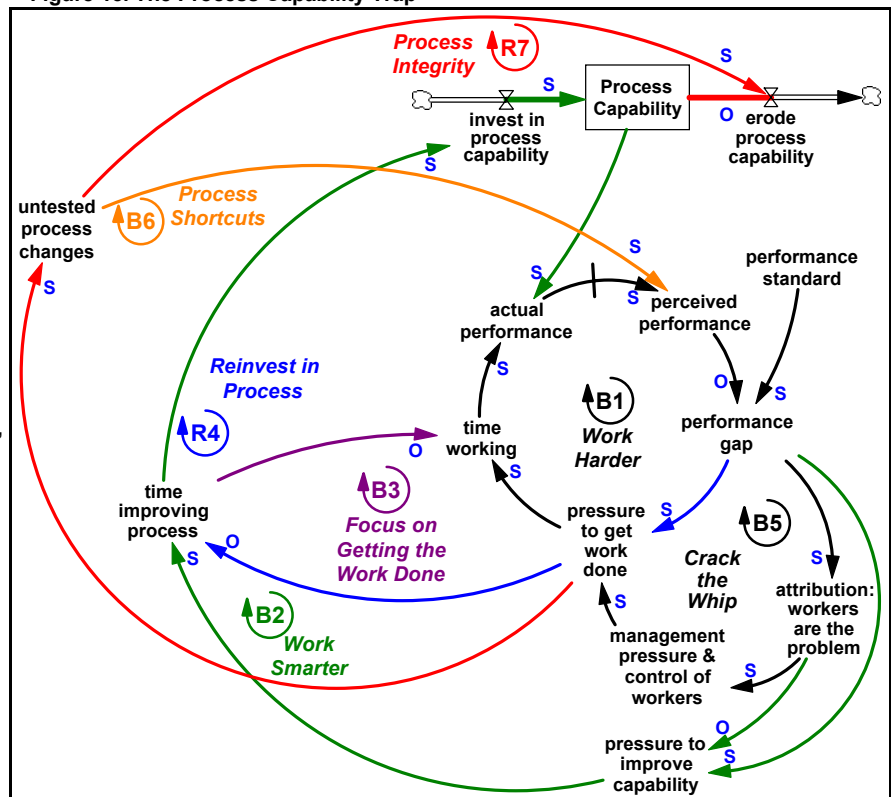 Process
Integrity
R7
S
S
Process
Capability
O
invest in
process
capability
erode
process
capability
S
untested
process
changes
B6
Process
Shortcuts
S
S
performance
standard
S
S
actual
performance
perceived
performance
S
O
S
Reinvest in
Process
R4
B1
Work
Harder
time
working
O
S
performance
gap
time
improving
process
S
O
B3
Focus on
Getting the
Work Done
pressure
to get
work
done
S
B5
Crack
the
Whip
S
attribution:
workers
are the
problem
B2
Work
Smarter
S
management
pressure &
control of
workers
S
O
S
pressure to
improve
capability